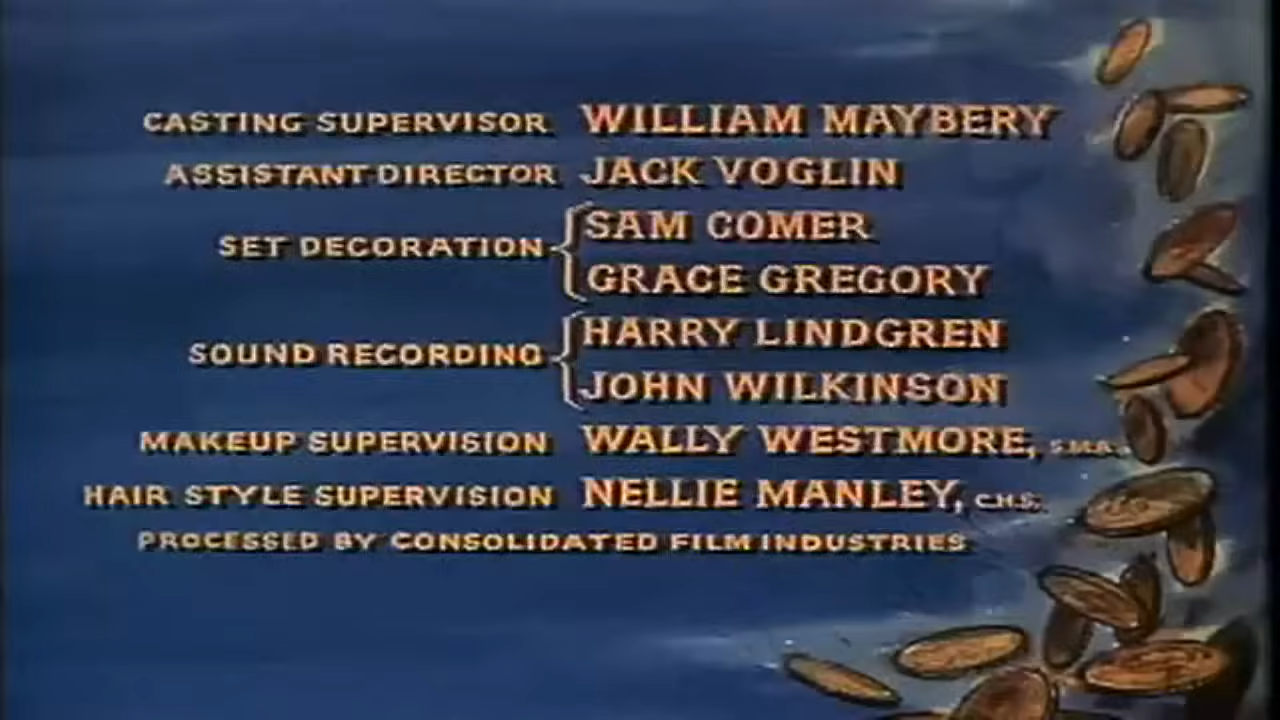 CASTING SUPERVISOR WILLIAM MAYBERY
ASSISTANT DIRECTOR JACK VOGLIN
SET DECORATION { SAM COMER
GRACE GREGORY
SOUND RECORDING { HARRY LINDGREN
JOHN WILKINSON
MAKEUP SUPERVISION WALLY WESTMORE, S.M.A.
HAIR STYLE SUPERVISION NELLIE MANLEY, C.H.S.
PROCESSED BY CONSOLIDATED FILM INDUSTRIES